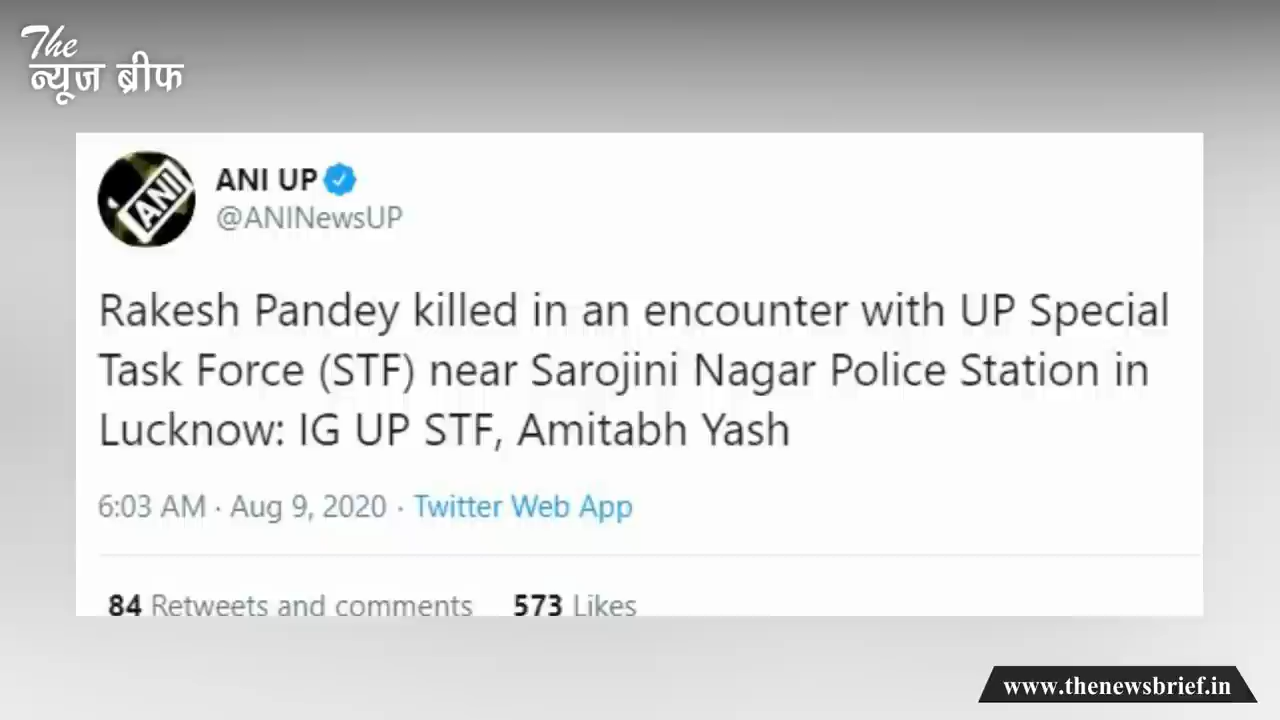 The
न्यूज ब्रीफ
ANI
ANI UP
@ANINewsUP
Rakesh Pandey killed in an encounter with UP Special
Task Force (STF) near Sarojini Nagar Police Station in
Lucknow: IG UP STF, Amitabh Yash
6:03 AM · Aug 9, 2020 · Twitter Web App
84 Retweets and comments 573 Likes
www.thenewsbrief.in